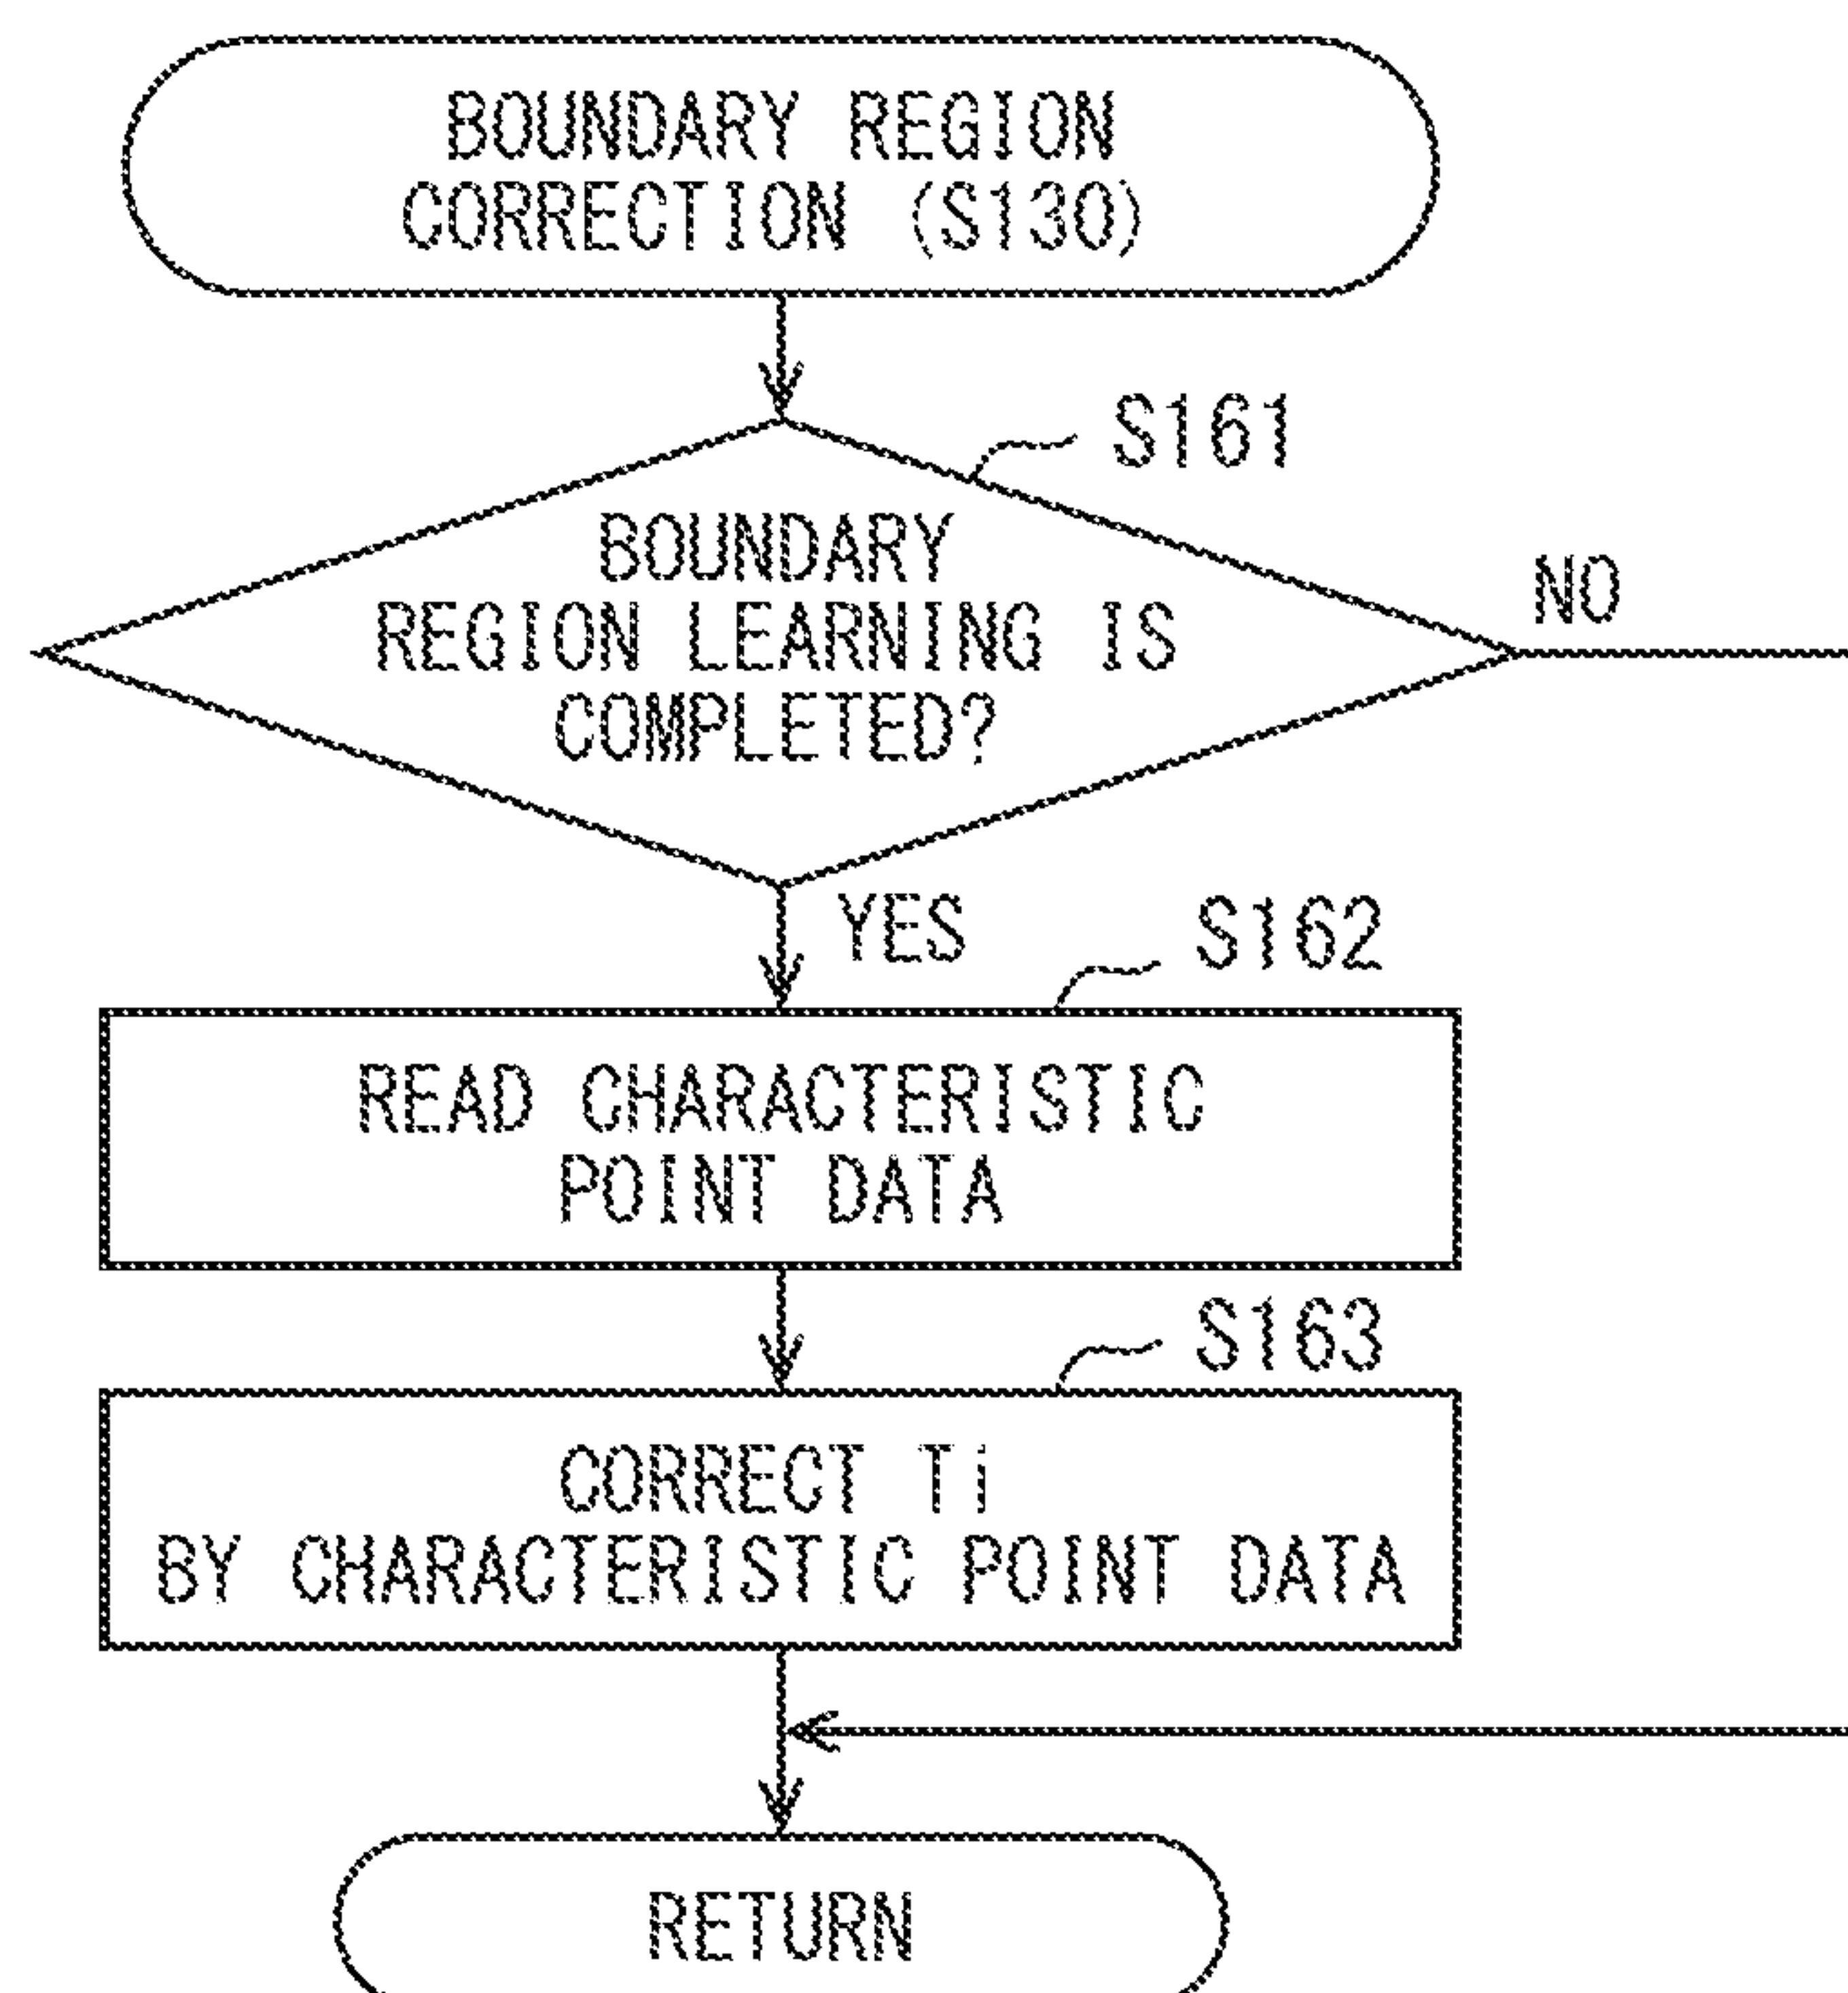 BOUNDARY REGION
CORRECTION (S130)
S161
BOUNDARY
REGION LEARNING IS
COMPLETED?
NO
YES
S162
READ CHARACTERISTIC
POINT DATA
S163
CORRECT Ti
BY CHARACTERISTIC POINT DATA
RETURN